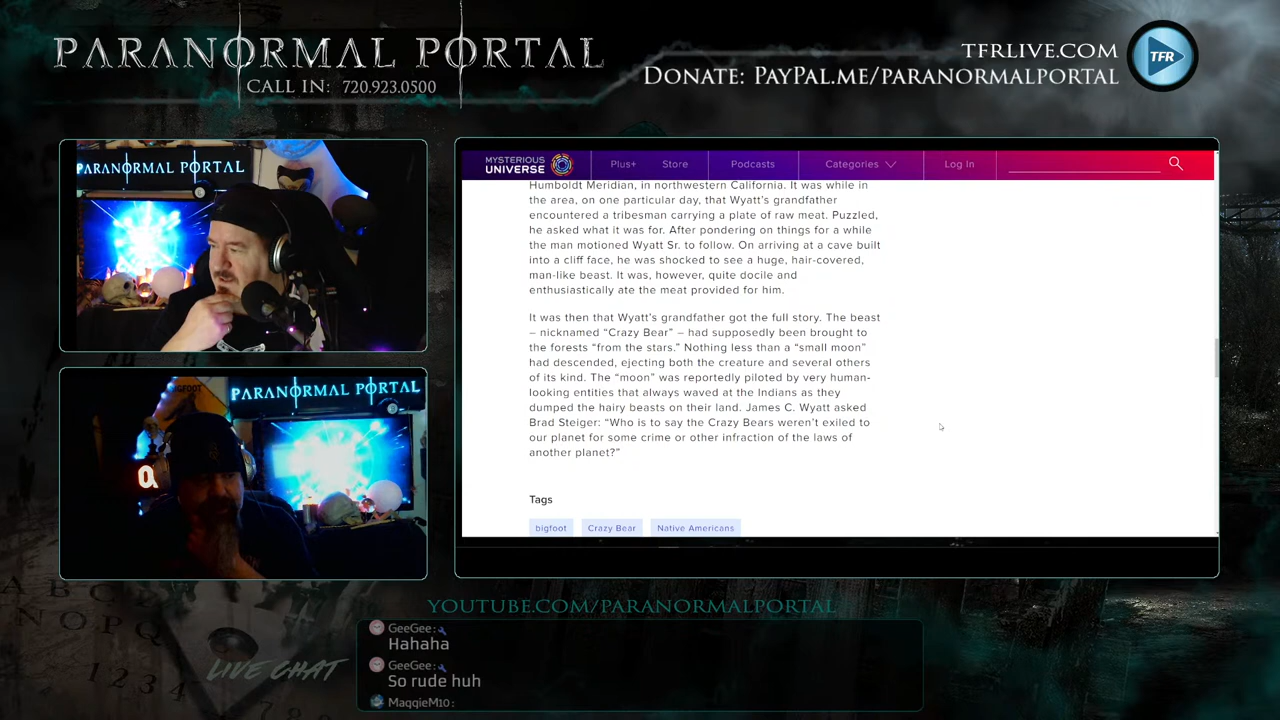 PARANORMAL PORTAL
CALL IN: 720.923.0500
TFRLIVE.COM
DONATE: PAYPAL.ME/PARANORMALPORTAL
TFR
PARANORMAL PORTAL
BIGFOOT
PARANORMAL PORTAL
a
MYSTERIOUS
UNIVERSE
Plus+ Store Podcasts Categories Log In
Humboldt Meridian, in northwestern California. It was while in
the area, on one particular day, that Wyatt’s grandfather
encountered a tribesman carrying a plate of raw meat. Puzzled,
he asked what it was for. After pondering on things for a while
the man motioned Wyatt Sr. to follow. On arriving at a cave built
into a cliff face, he was shocked to see a huge, hair-covered,
man-like beast. It was, however, quite docile and
enthusiastically ate the meat provided for him.
It was then that Wyatt’s grandfather got the full story. The beast
– nicknamed “Crazy Bear” – had supposedly been brought to
the forests “from the stars.” Nothing less than a “small moon”
had descended, ejecting both the creature and several others
of its kind. The “moon” was reportedly piloted by very human-
looking entities that always waved at the Indians as they
dumped the hairy beasts on their land. James C. Wyatt asked
Brad Steiger: “Who is to say the Crazy Bears weren’t exiled to
our planet for some crime or other infraction of the laws of
another planet?”
Tags
bigfoot Crazy Bear Native Americans
YOUTUBE.COM/PARANORMALPORTAL
A B C D E
N O P Q
1 2 3 4
LIVE CHAT
GeeGee:
Hahaha
GeeGee:
So rude huh
MaggieM10: